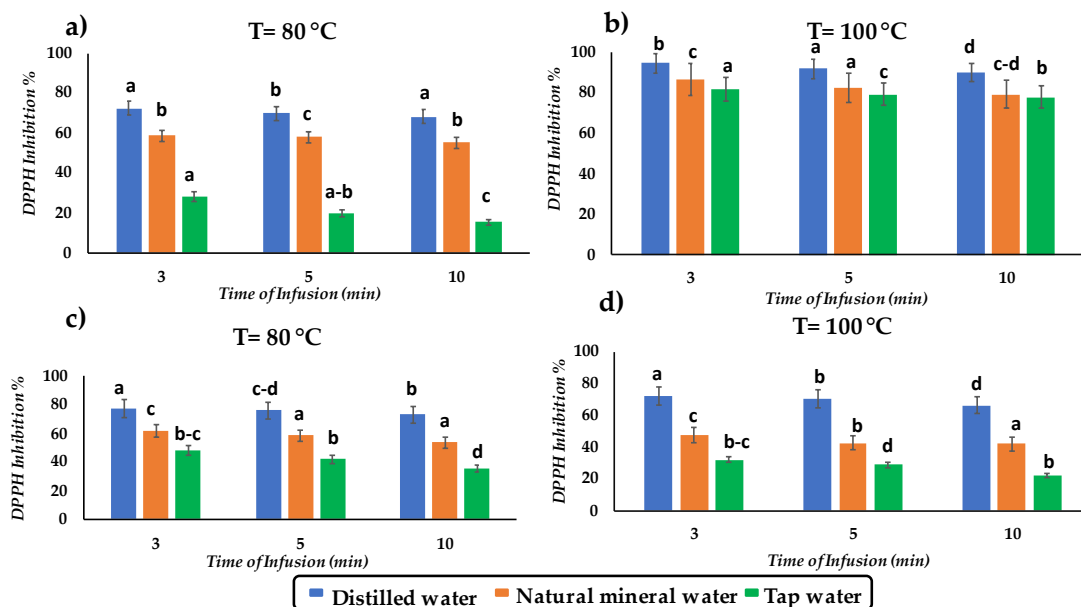 a)
T= 80 °C
DPPH Inhibition %
100
80
60
40
20
0
a
b
a
b
c
a-b
a
b
c
3
5
10
Time of Infusion (min)
b)
T= 100 °C
DPPH Inhibition %
100
80
60
40
20
0
b
c
a
a
a
c
d
c-d
b
3
5
10
Time of Infusion (min)
c)
T= 80 °C
DPPH Inhibition %
100
80
60
40
20
0
a
c
b-c
c-d
a
b
b
a
d
3
5
10
Time of Infusion (min)
d)
T= 100 °C
DPPH Inhibition %
100
80
60
40
20
0
a
c
b-c
b
b
d
d
a
b
3
5
10
Time of Infusion (min)
Distilled water
Natural mineral water
Tap water